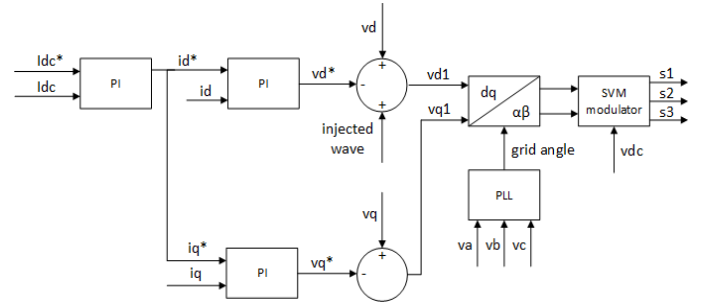 vd
Idc*
Idc
PI
id*
id
PI
vd*
+
-
+
injected
wave
vd1
vq1
dq
αβ
SVM
modulator
s1
s2
s3
grid angle
vdc
PLL
va
vb
vc
vq
iq*
iq
PI
vq*
+
-